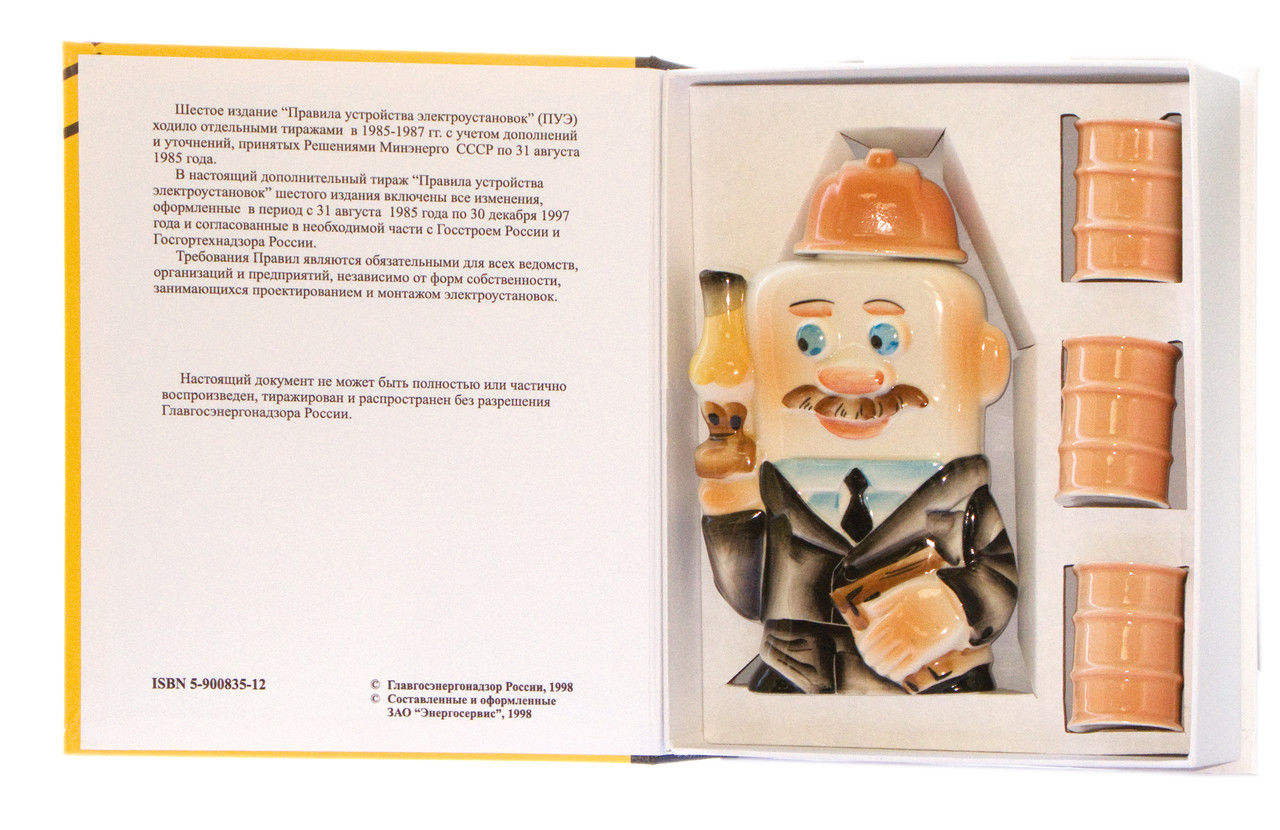 Шестое издание “Правила устройства электроустановок” (ПУЭ)
ходило отдельными тиражами в 1985-1987 гг. с учетом дополнений
и уточнений, принятых Решениями Минэнерго СССР по 31 августа
1985 года.
В настоящий дополнительный тираж “Правила устройства
электроустановок” шестого издания включены все изменения,
оформленные в период с 31 августа 1985 года по 30 декабря 1997
года и согласованные в необходимой части с Госстроем России и
Госгортехнадзора России.
Требования Правил являются обязательными для всех ведомств,
организаций и предприятий, независимо от форм собственности,
занимающихся проектированием и монтажом электроустановок.
Настоящий документ не может быть полностью или частично
воспроизведен, тиражирован и распространен без разрешения
Главгосэнергонадзора России.
ISBN 5-900835-12
© Главгосэнергонадзор России, 1998
© Составленные и оформленные
ЗАО “Энергосервис”, 1998